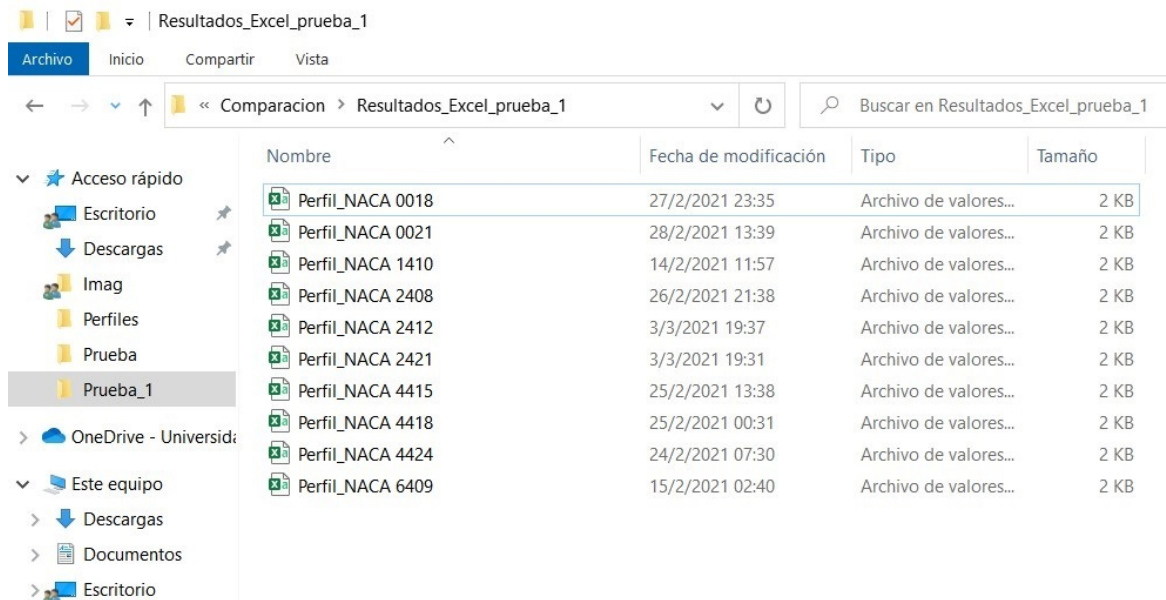 Resultados_Excel_prueba_1
Archivo Inicio Compartir Vista
« Comparacion > Resultados_Excel_prueba_1 Buscar en Resultados_Excel_prueba_1
Nombre Fecha de modificación Tipo Tamaño
Acceso rápido
Escritorio
Descargas
Imag
Perfiles
Prueba
Prueba_1
OneDrive - Universid
Este equipo
Descargas
Documentos
Escritorio
Perfil_NACA 0018 27/2/2021 23:35 Archivo de valores... 2 KB
Perfil_NACA 0021 28/2/2021 13:39 Archivo de valores... 2 KB
Perfil_NACA 1410 14/2/2021 11:57 Archivo de valores... 2 KB
Perfil_NACA 2408 26/2/2021 21:38 Archivo de valores... 2 KB
Perfil_NACA 2412 3/3/2021 19:37 Archivo de valores... 2 KB
Perfil_NACA 2421 3/3/2021 19:31 Archivo de valores... 2 KB
Perfil_NACA 4415 25/2/2021 13:38 Archivo de valores... 2 KB
Perfil_NACA 4418 25/2/2021 00:31 Archivo de valores... 2 KB
Perfil_NACA 4424 24/2/2021 07:30 Archivo de valores... 2 KB
Perfil_NACA 6409 15/2/2021 02:40 Archivo de valores... 2 KB